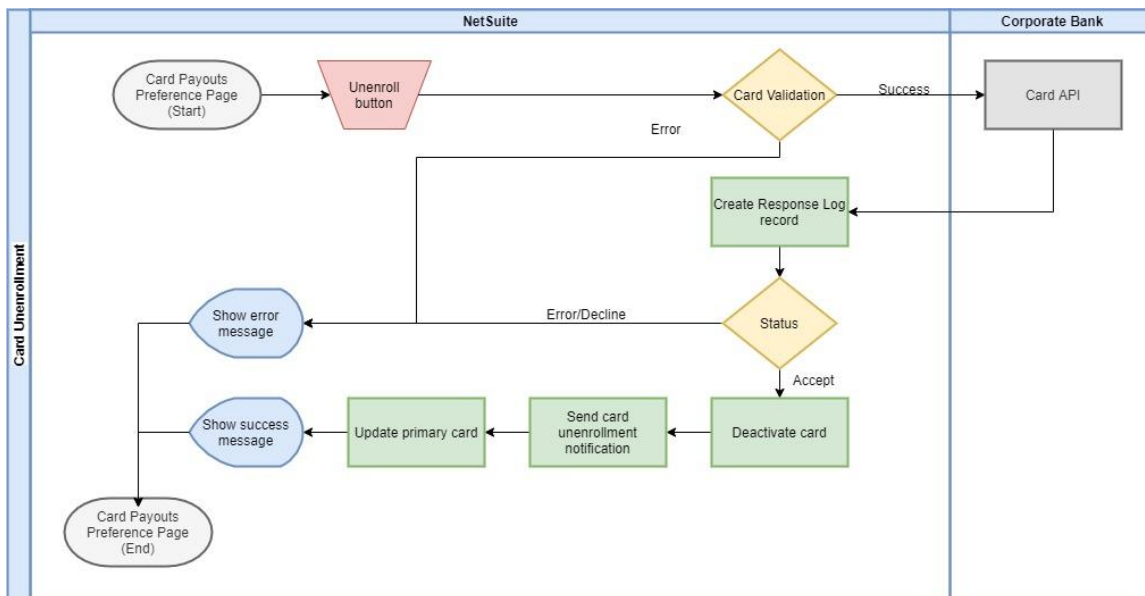 NetSuite
Corporate Bank
Card Unenrollment
Card Payouts
Preference Page
(Start)
Unenroll
button
Card Validation
Success
Card API
Error
Create Response Log
record
Show error
message
Error/Decline
Status
Accept
Show success
message
Update primary card
Send card
unenrollment
notification
Deactivate card
Card Payouts
Preference Page
(End)